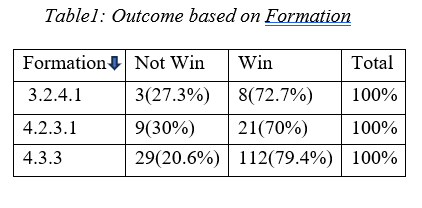 Table1: Outcome based on Formation
Formation Not Win Win Total
3.2.4.1 3(27.3%) 8(72.7%) 100%
4.2.3.1 9(30%) 21(70%) 100%
4.3.3 29(20.6%) 112(79.4%) 100%